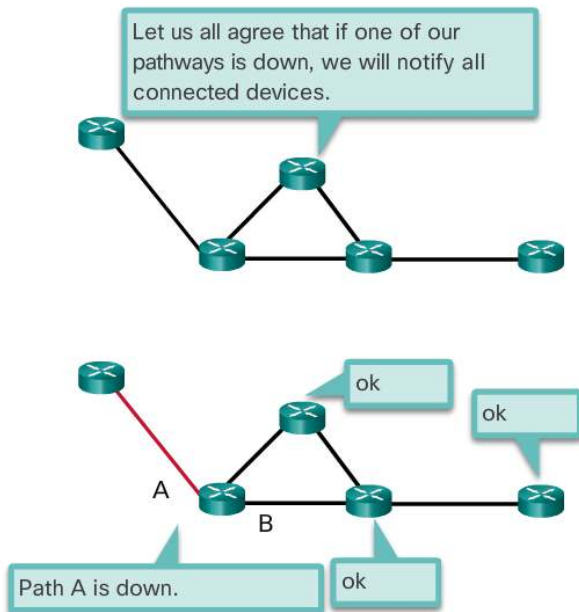 Let us all agree that if one of our
pathways is down, we will notify all
connected devices.
ok
ok
A
B
Path A is down.
ok